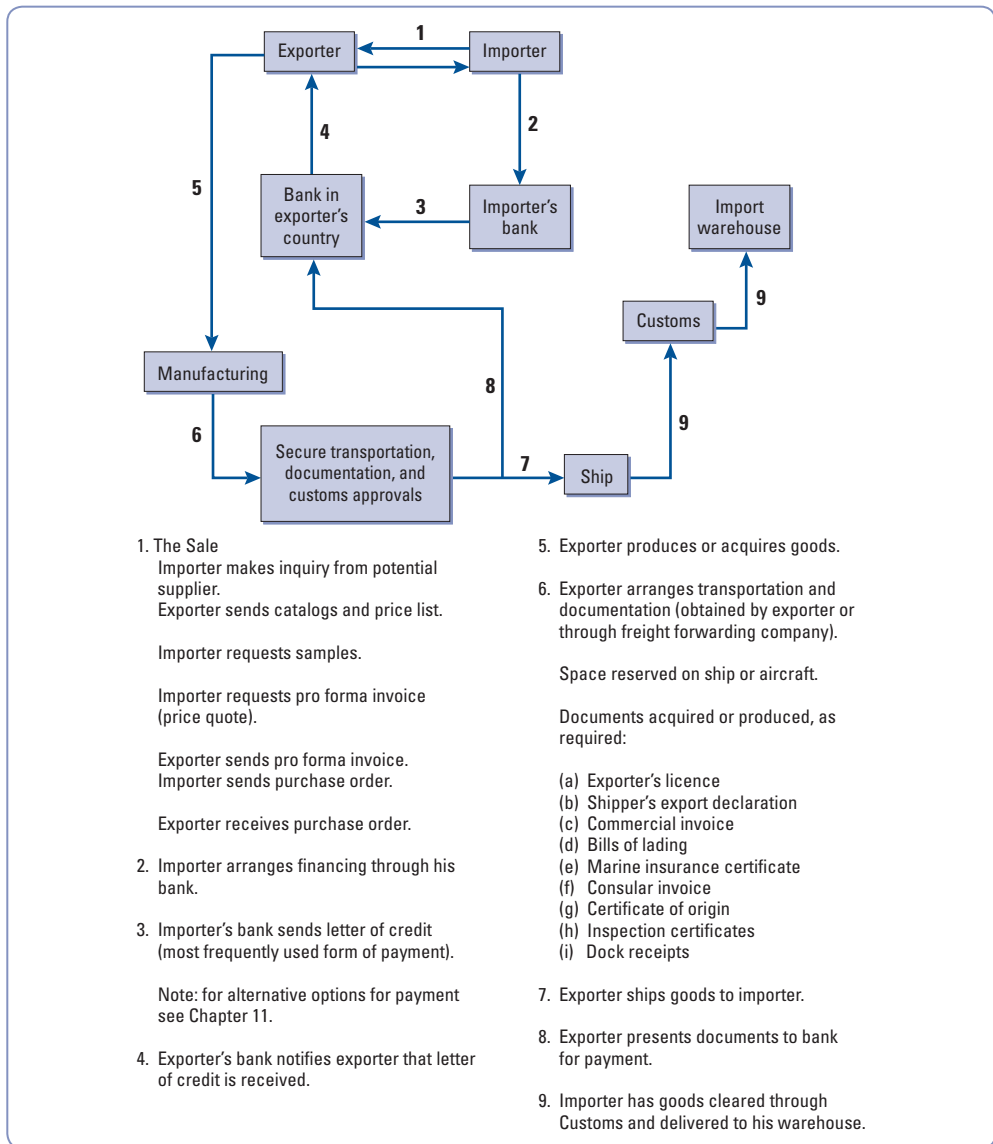 1
Exporter
Importer
4
2
5
Bank in
exporter's
country
3
Importer's
bank
Import
warehouse
9
Customs
Manufacturing
8
9
6
Secure transportation,
documentation, and
customs approvals
7
Ship
1. The Sale
Importer makes inquiry from potential
supplier.
Exporter sends catalogs and price list.
Importer requests samples.
Importer requests pro forma invoice
(price quote).
Exporter sends pro forma invoice.
Importer sends purchase order.
Exporter receives purchase order.
2. Importer arranges financing through his
bank.
3. Importer's bank sends letter of credit
(most frequently used form of payment).
Note: for alternative options for payment
see Chapter 11.
4. Exporter's bank notifies exporter that letter
of credit is received.
5. Exporter produces or acquires goods.
6. Exporter arranges transportation and
documentation (obtained by exporter or
through freight forwarding company).
Space reserved on ship or aircraft.
Documents acquired or produced, as
required:
(a) Exporter's licence
(b) Shipper's export declaration
(c) Commercial invoice
(d) Bills of lading
(e) Marine insurance certificate
(f) Consular invoice
(g) Certificate of origin
(h) Inspection certificates
(i) Dock receipts
7. Exporter ships goods to importer.
8. Exporter presents documents to bank
for payment.
9. Importer has goods cleared through
Customs and delivered to his warehouse.